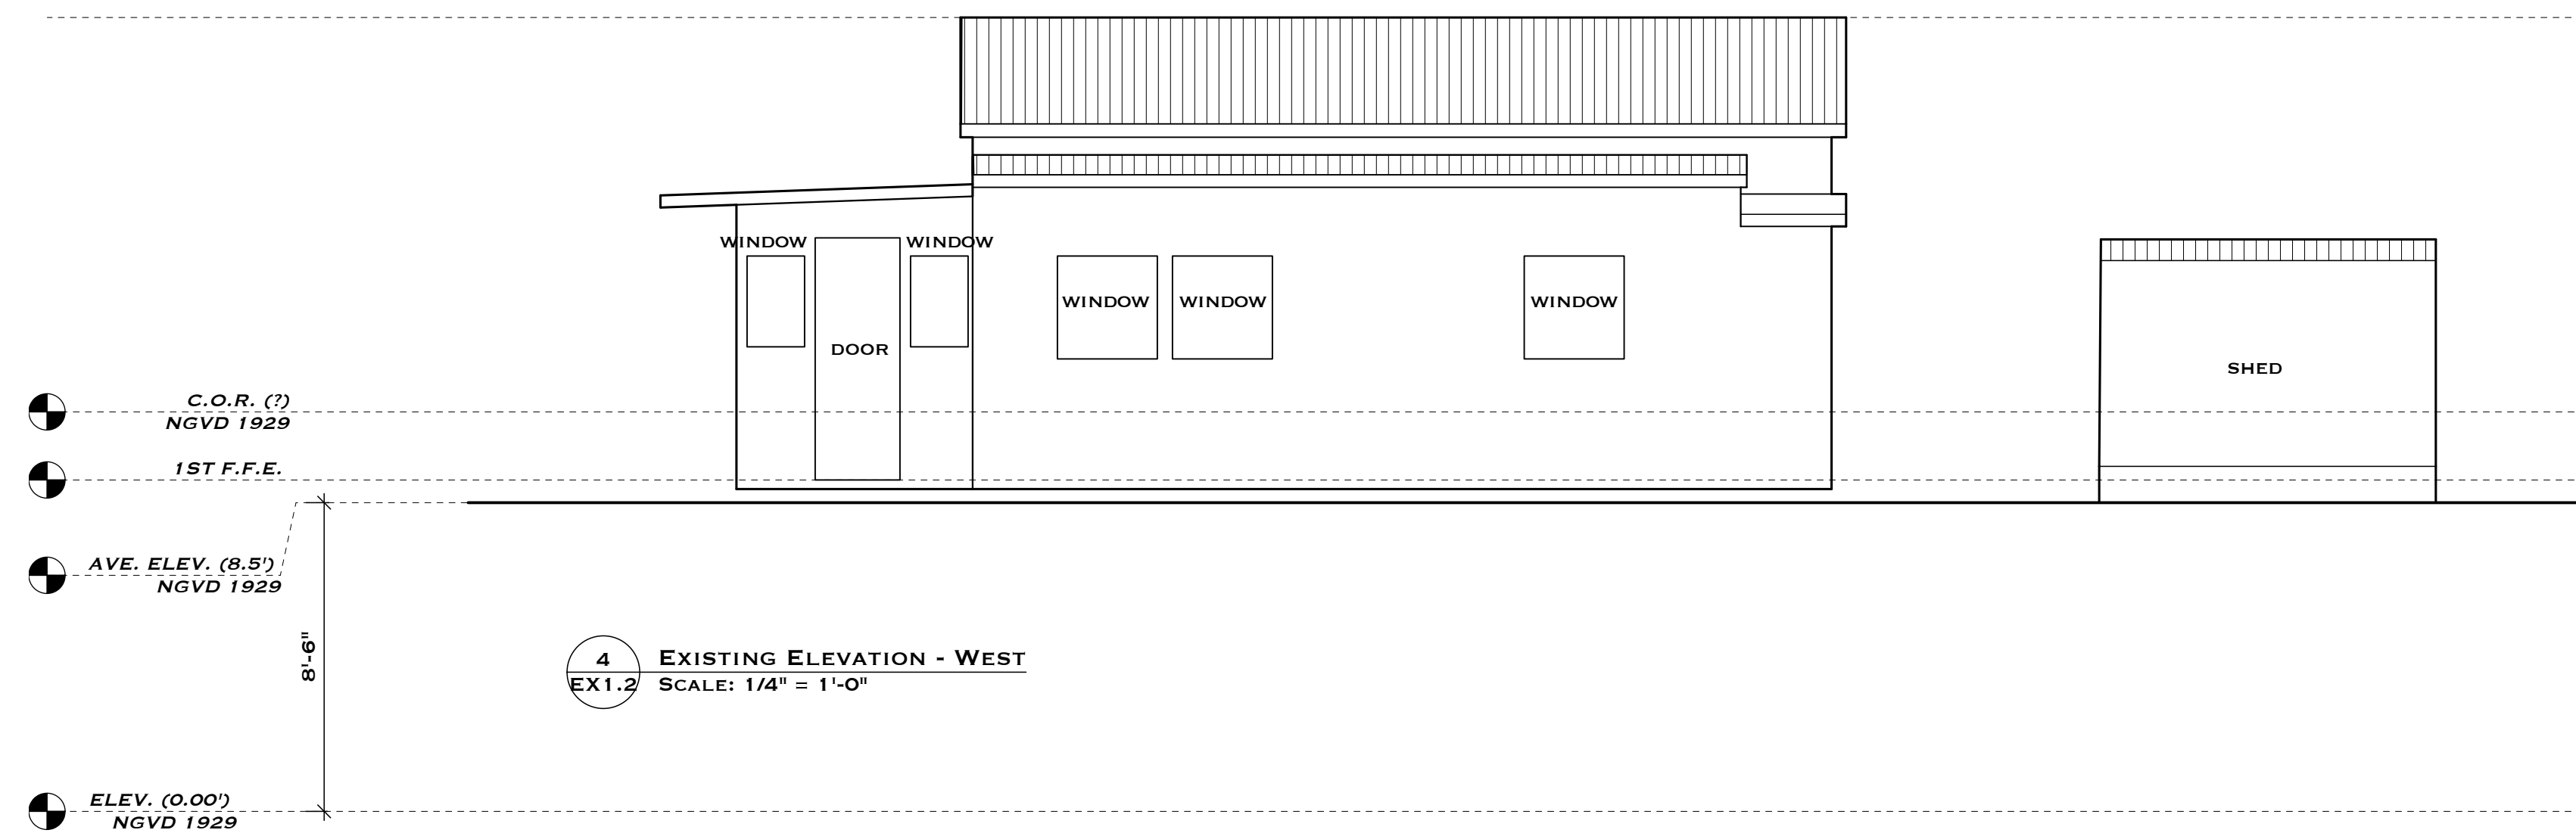 WINDOW
WINDOW
WINDOW
WINDOW
WINDOW
DOOR
SHED
C.O.R. (?)
NGVD 1929
1ST F.F.E.
AVE. ELEV. (8.5')
NGVD 1929
8'-6"
4
EX1.2
EXISTING ELEVATION - WEST
SCALE: 1/4" = 1'-0"
ELEV. (0.00')
NGVD 1929